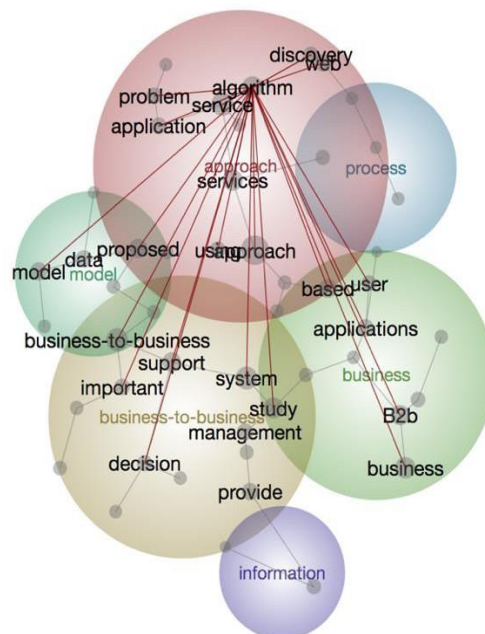 discovery
web
algorithm
problem
service
application
approach
services
process
proposed
using
approach
data
model
model
based
user
business-to-business
applications
support
system
business
important
study
business-to-business
B2b
management
decision
business
provide
information